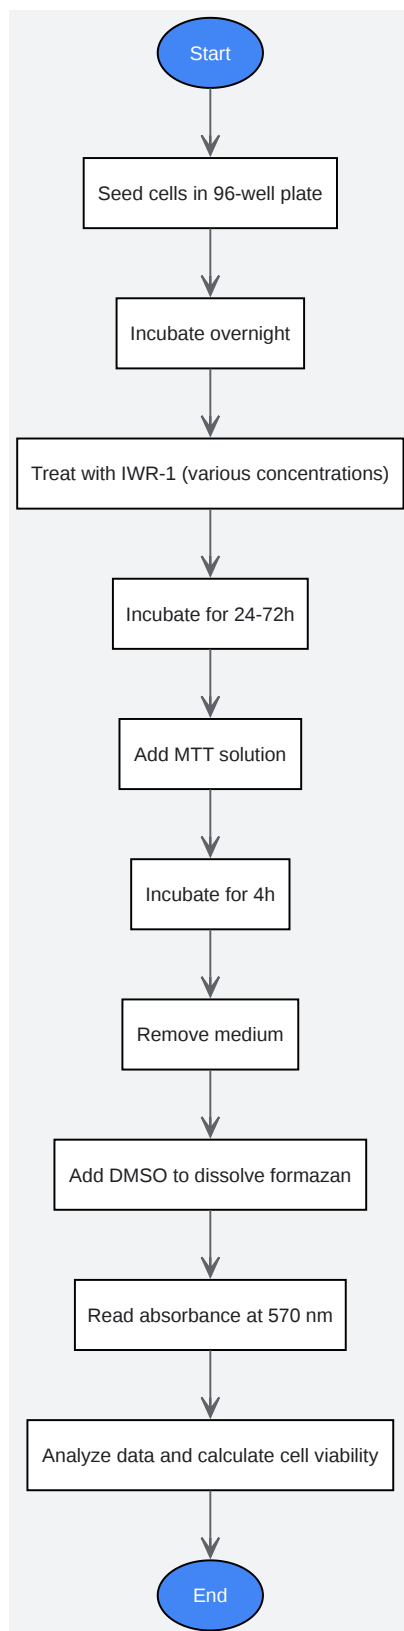 Start
Seed cells in 96-well plate
Incubate overnight
Treat with IWR-1 (various concentrations)
Incubate for 24-72h
Add MTT solution
Incubate for 4h
Remove medium
Add DMSO to dissolve formazan
Read absorbance at 570 nm
Analyze data and calculate cell viability
End